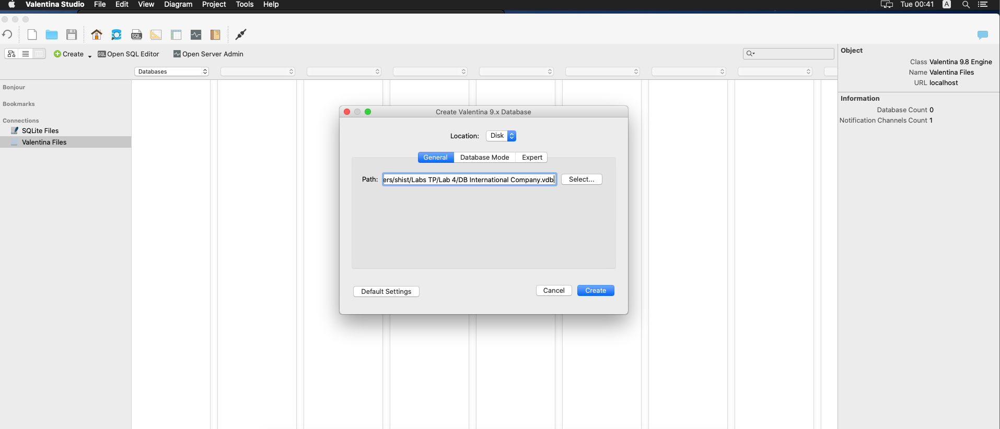 Valentina Studio File Edit View Diagram Project Tools Help Tue 00:41 A
SQL
Create Open SQL Editor Open Server Admin
SQL
Databases
Bonjour
Bookmarks
Connections
SQLite Files
Valentina Files
Create Valentina 9.x Database
Location: Disk
General Database Mode Expert
Path: ers/shist/Labs TP/Lab 4/DB International Company.vdb Select...
Default Settings Cancel Create
Object
Class Valentina 9.8 Engine
Name Valentina Files
URL localhost
Information
Database Count 0
Notification Channels Count 1